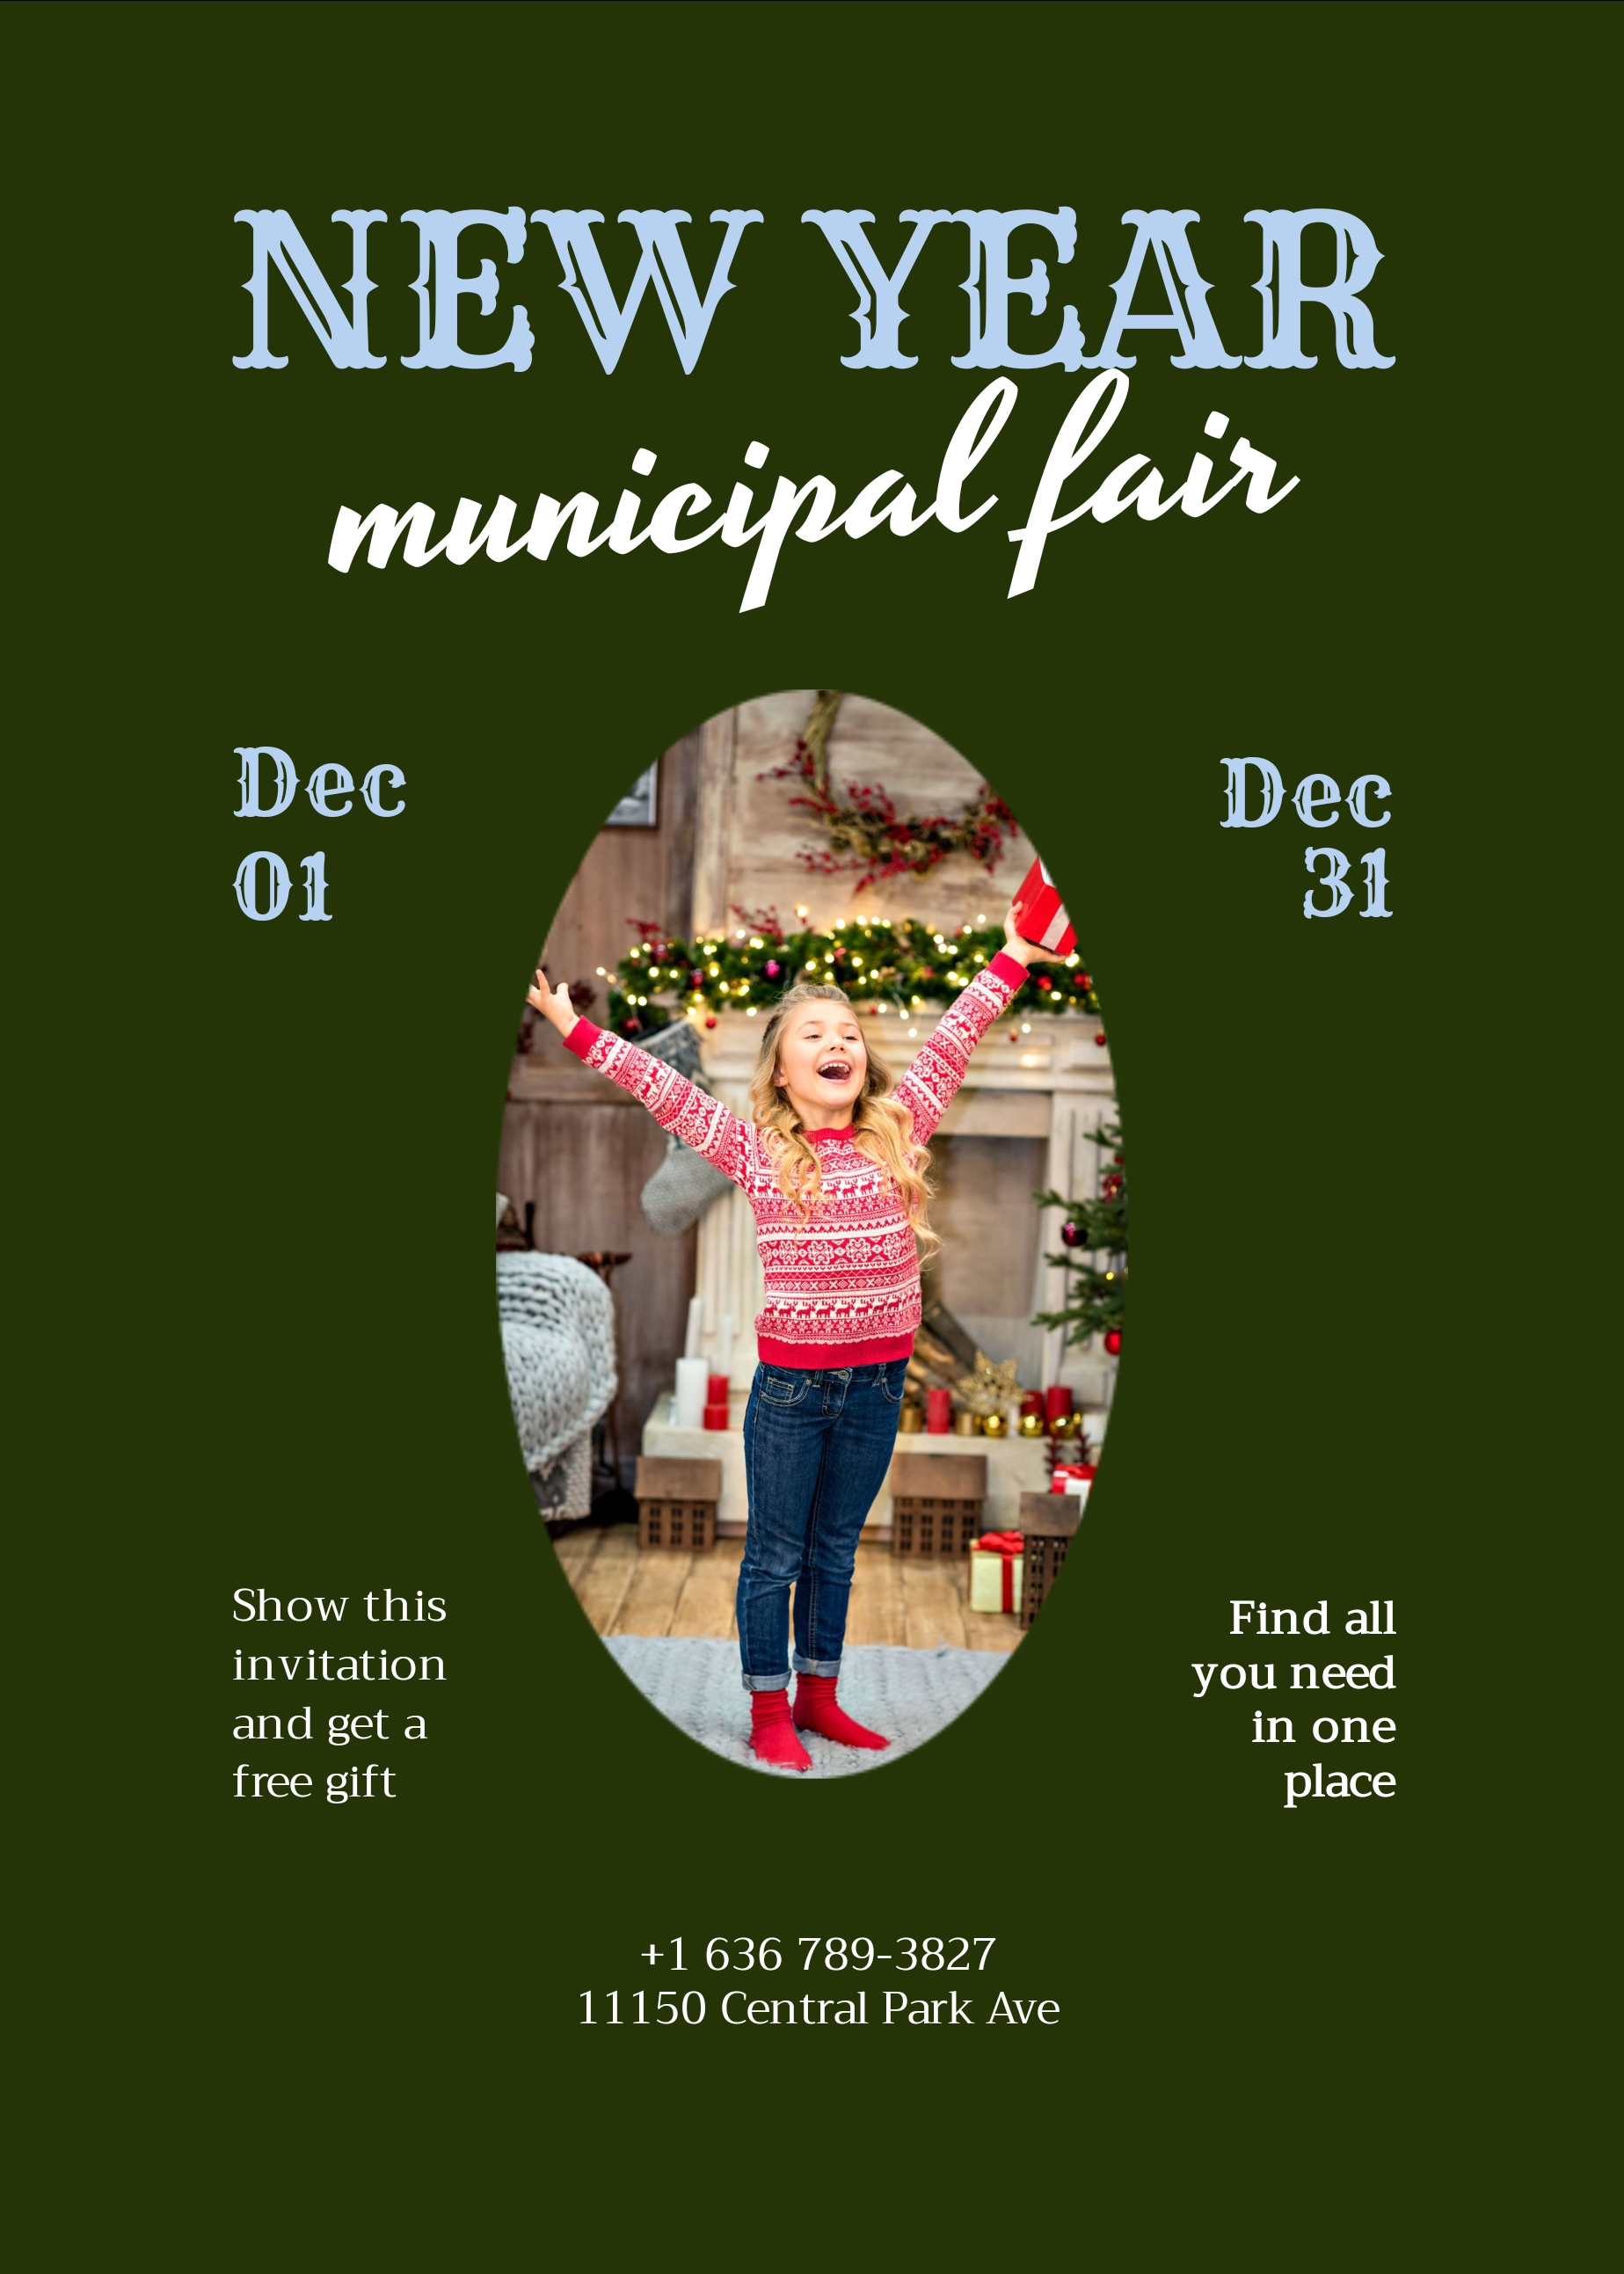 NEW YEAR
municipal fair
Dec
01
Dec
31
Show this
invitation
and get a
free gift
Find all
you need
in one
place
+1 636 789-3827
11150 Central Park Ave